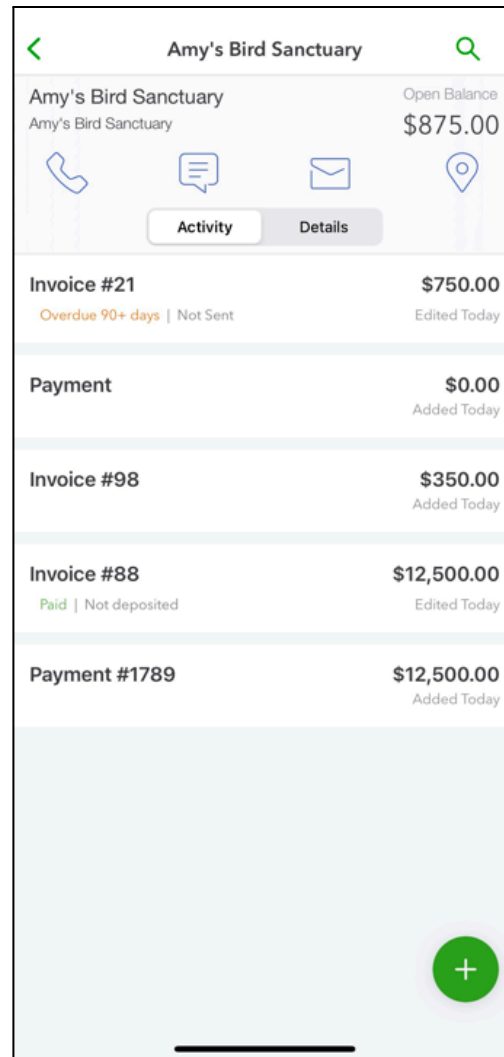 Amy's Bird Sanctuary
Amy's Bird Sanctuary
Open Balance
Amy's Bird Sanctuary
$875.00
Activity
Details
Invoice #21
$750.00
Overdue 90+ days | Not Sent
Edited Today
Payment
$0.00
Added Today
Invoice #98
$350.00
Added Today
Invoice #88
$12,500.00
Paid | Not deposited
Edited Today
Payment #1789
$12,500.00
Added Today